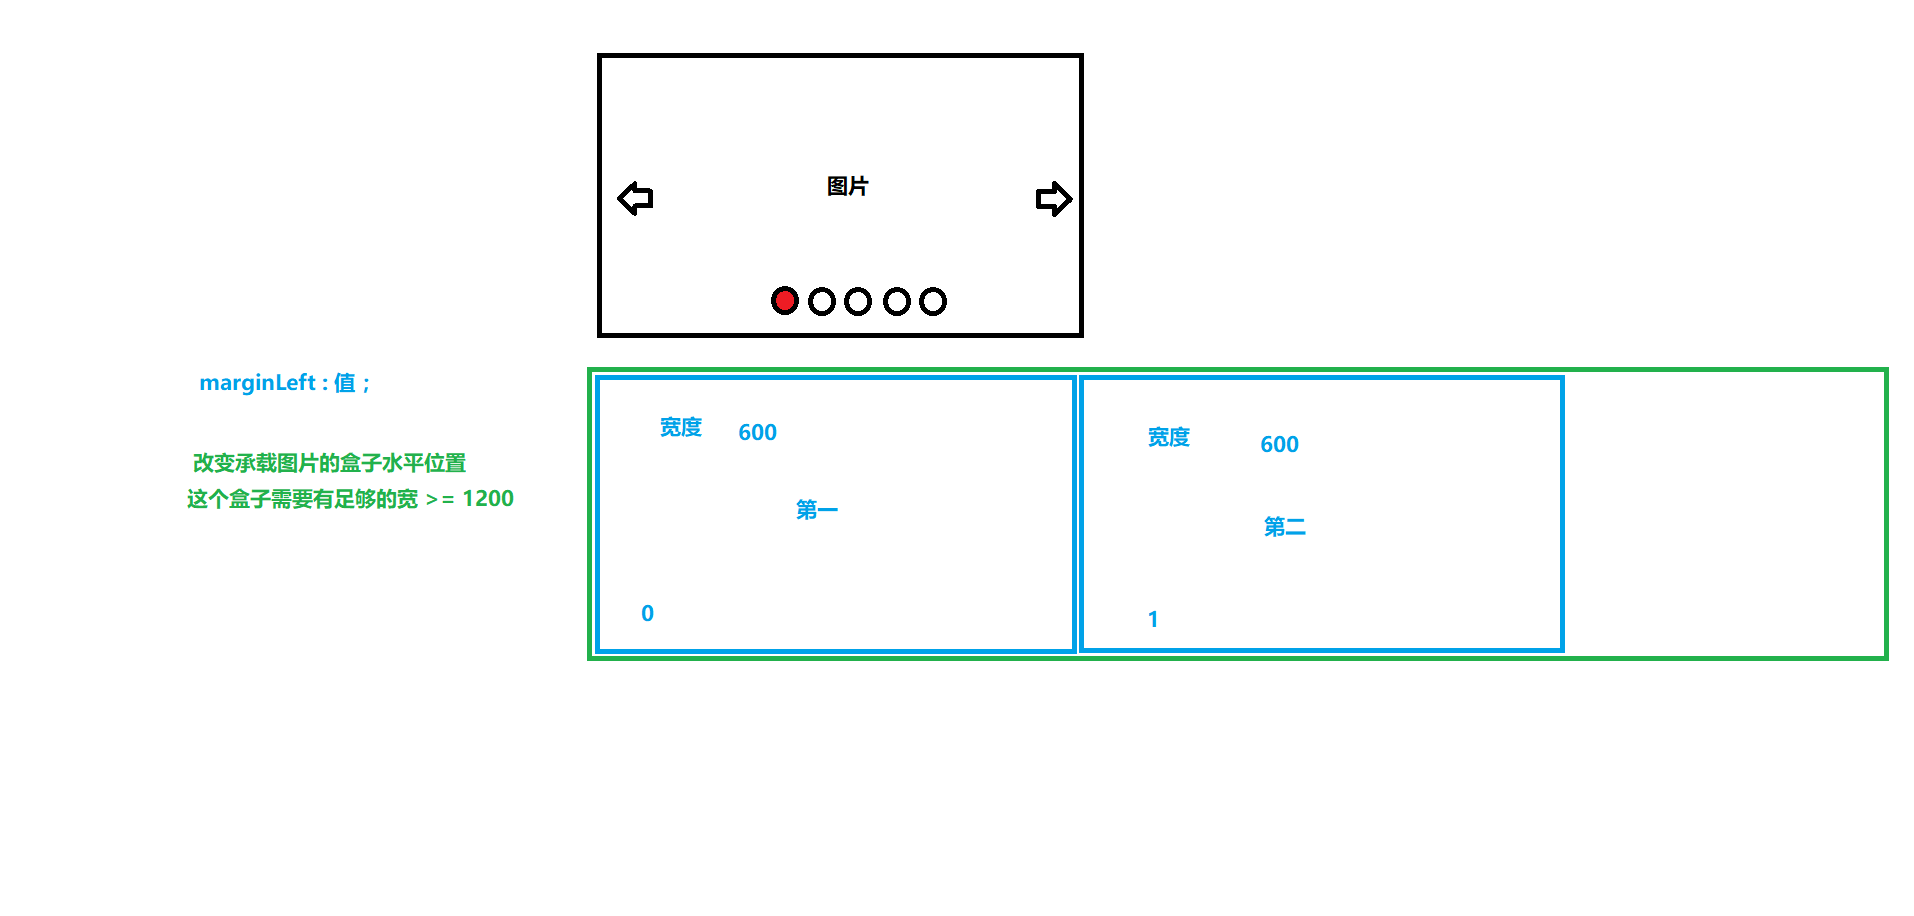 图片
marginLeft : 值 ;
改变承载图片的盒子水平位置
这个盒子需要有足够的宽 >= 1200
宽度 600
第一
0
宽度 600
第二
1